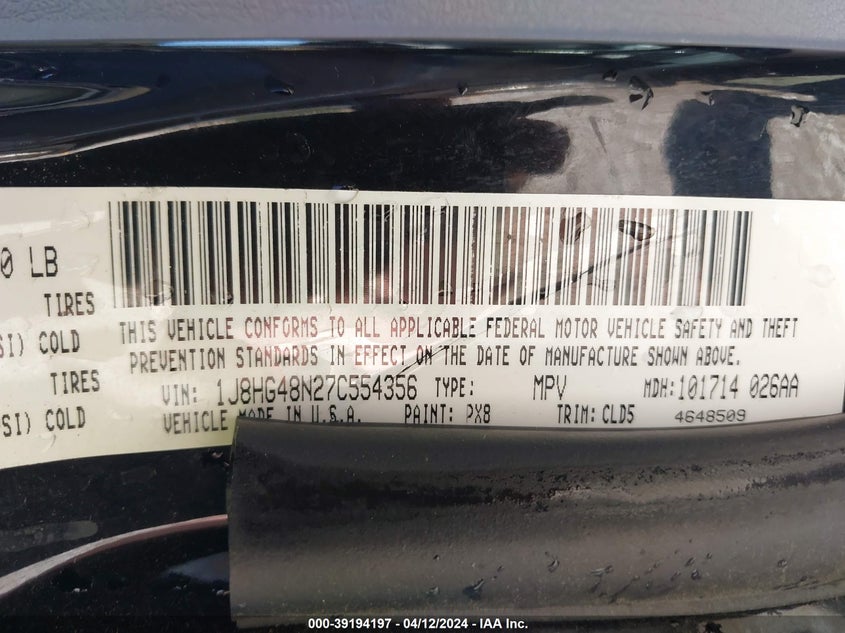 0 LB
TIRES
SI) COLD
TIRES
SI) COLD
THIS VEHICLE CONFORMS TO ALL APPLICABLE FEDERAL MOTOR VEHICLE SAFETY AND THEFT
PREVENTION STANDARDS IN EFFECT ON THE DATE OF MANUFACTURE SHOWN ABOVE.
VIN: 1J8HG48N27C554356 TYPE: MPV MDH:101714 026AA
VEHICLE MADE IN U.S.A. PAINT: PX8 TRIM: CLD5 4648509
000-39194197 - 04/12/2024 - IAA Inc.